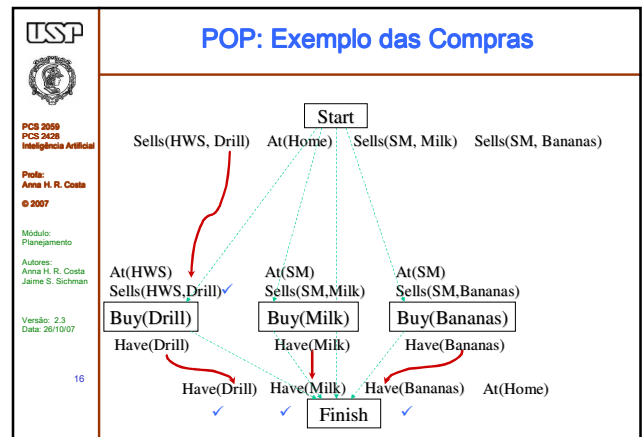 USP
POP: Exemplo das Compras
PCS 2059
PCS 2428
Inteligência Artificial
Profa:
Anna H. R. Costa
© 2007
Módulo:
Planejamento
Autores:
Anna H. R. Costa
Jaime S. Sichman
Versão: 2.3
Data: 26/10/07
16
Start
Sells(HWS, Drill) At(Home) Sells(SM, Milk) Sells(SM, Bananas)
At(HWS) At(SM) At(SM)
Sells(HWS,Drill) ✓ Sells(SM,Milk) Sells(SM,Bananas)
Buy(Drill) Buy(Milk) Buy(Bananas)
Have(Drill) Have(Milk) Have(Bananas)
Have(Drill) Have(Milk) Have(Bananas) At(Home)
✓ ✓ Finish ✓